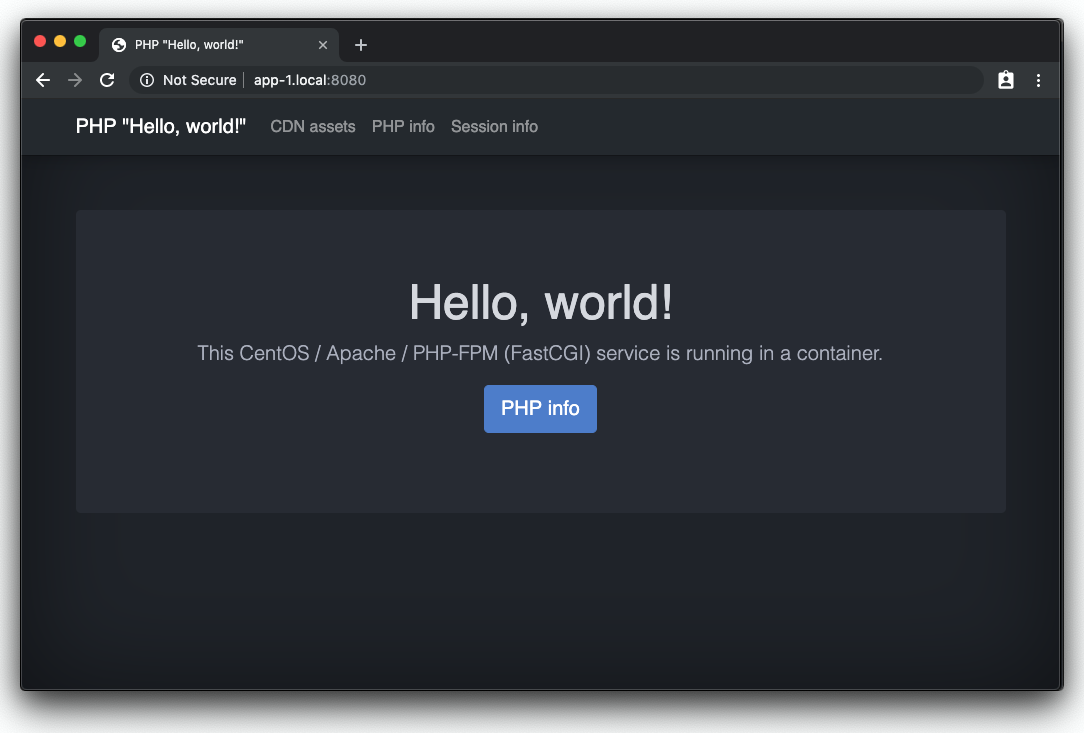 PHP "Hello, world!"
Not Secure app-1.local:8080
PHP "Hello, world!" CDN assets PHP info Session info
Hello, world!
This CentOS / Apache / PHP-FPM (FastCGI) service is running in a container.
PHP info